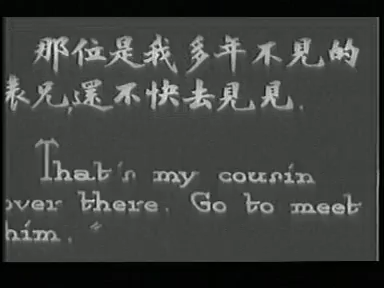 那位是我多年不見的
表兄,還不快去見見.
That's my cousin
over there. Go to meet
him."